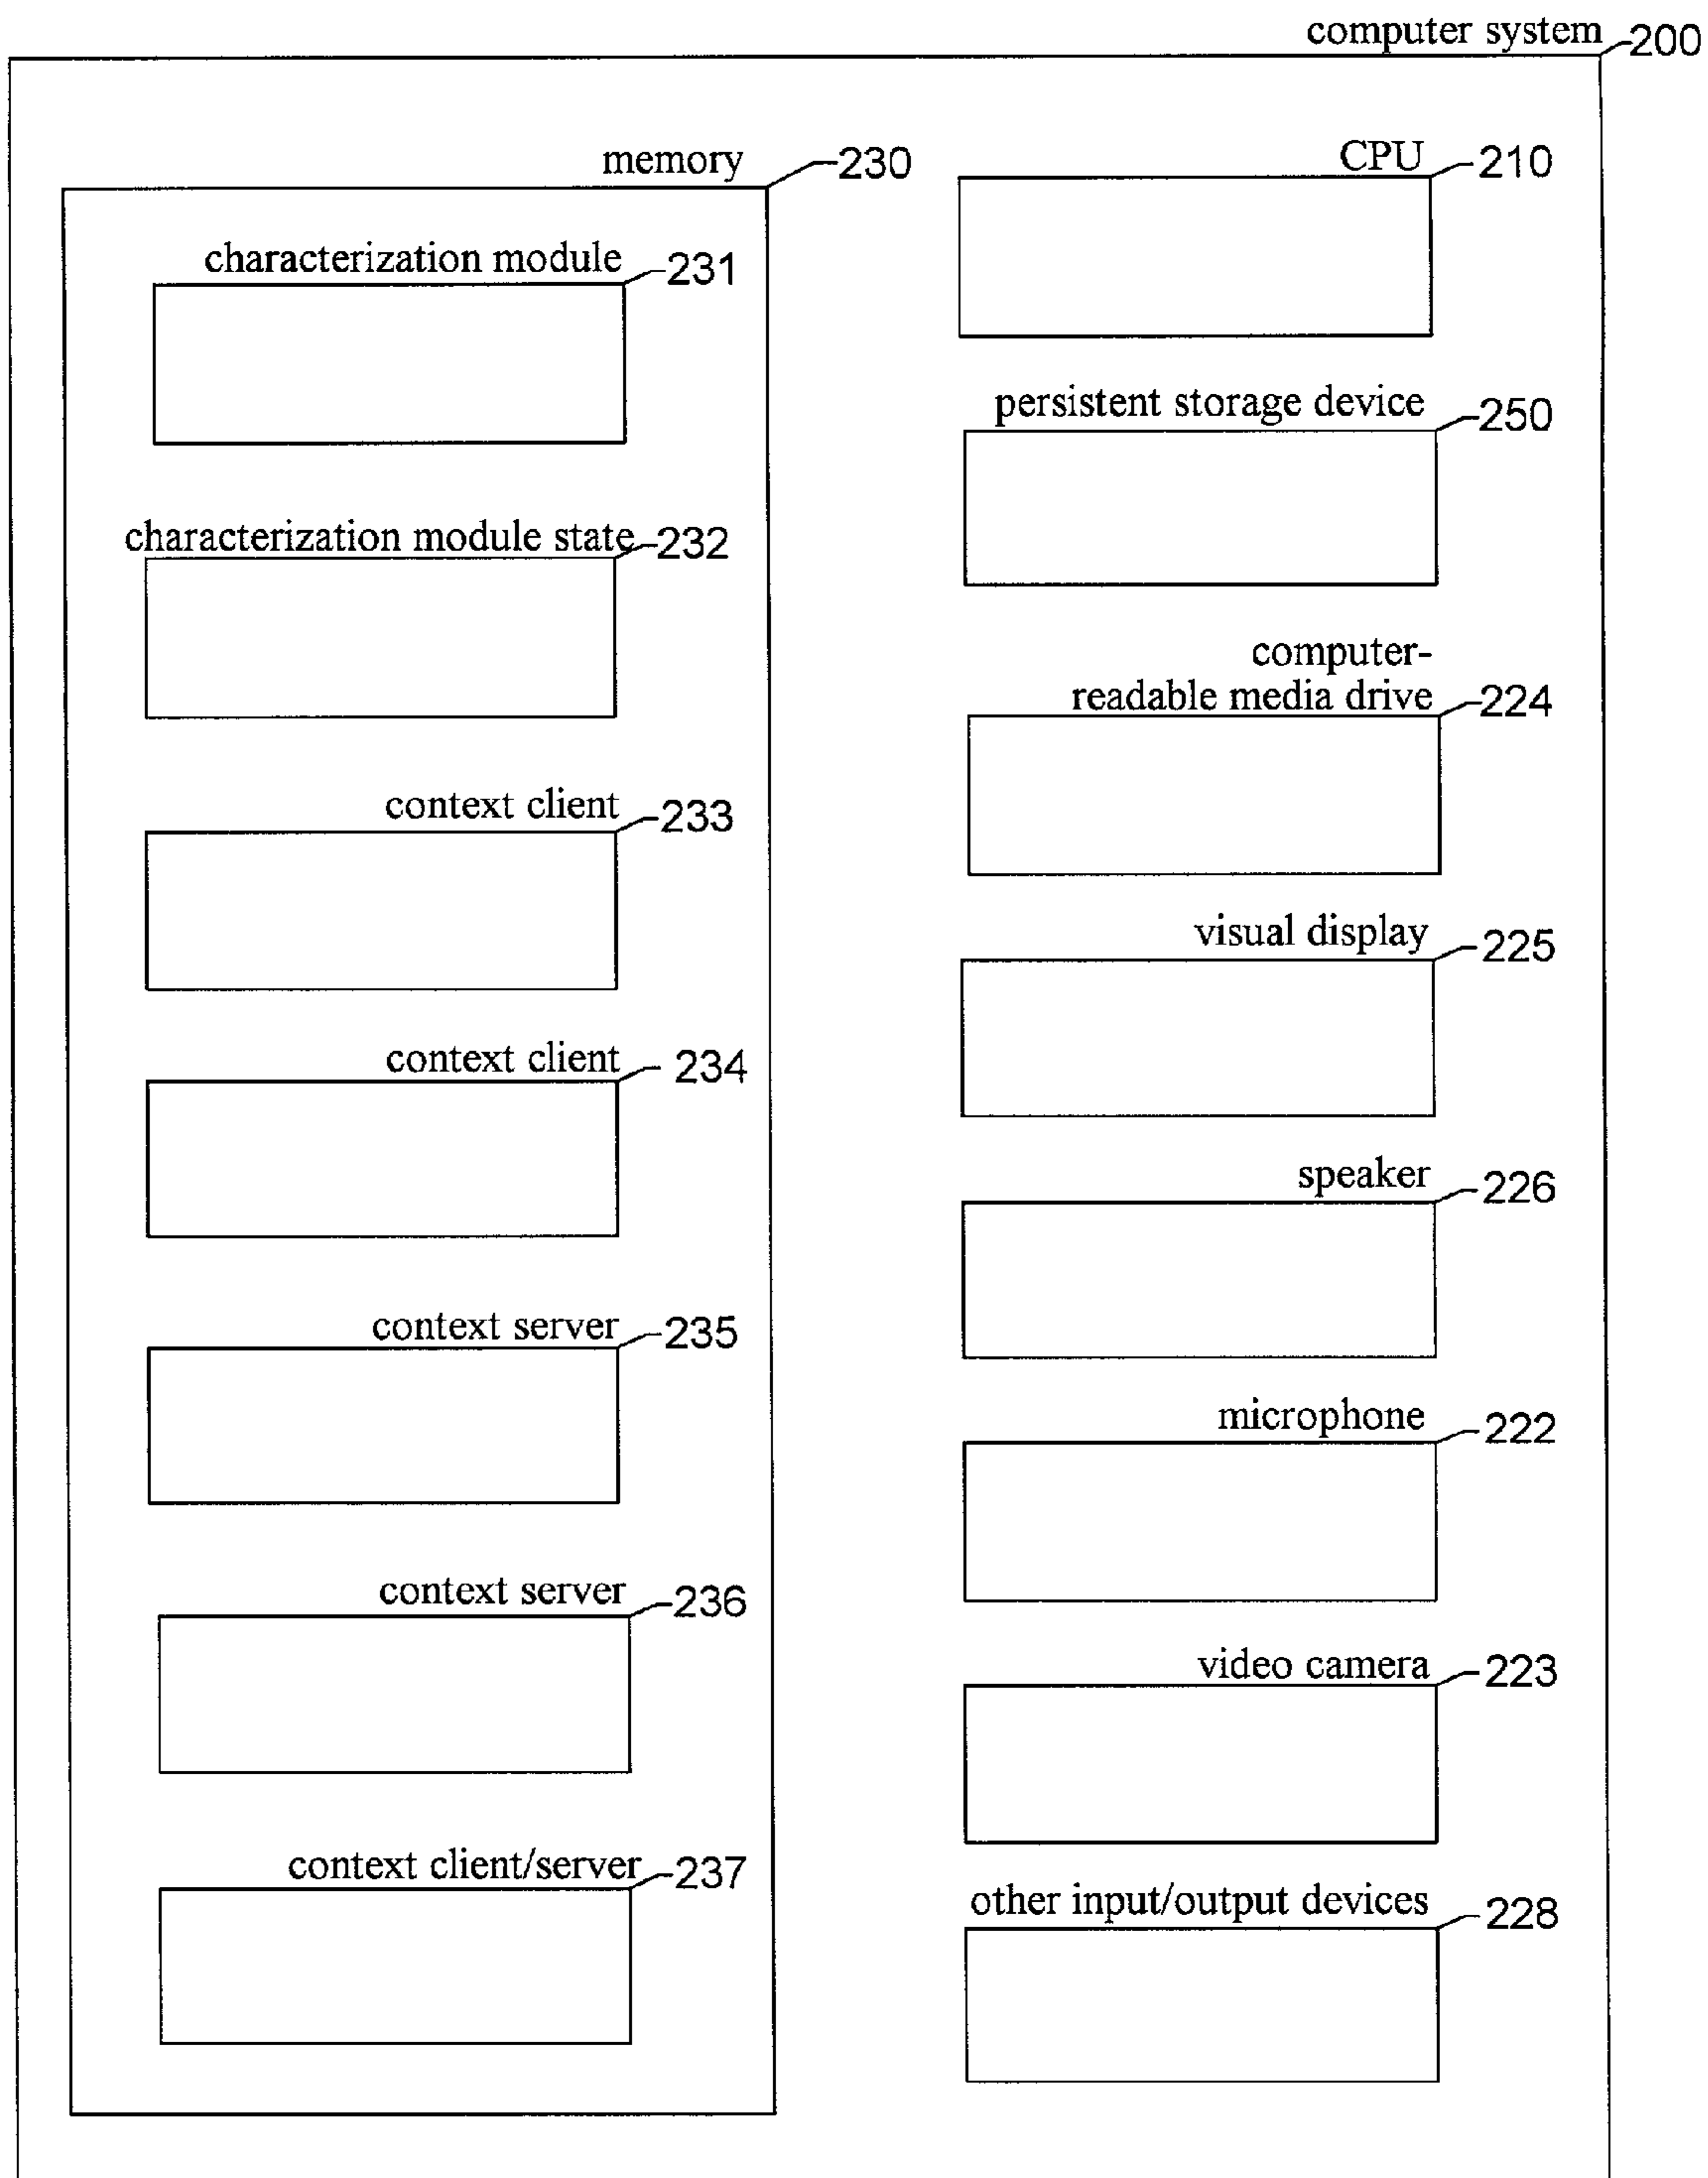 computer system 200
memory 230
characterization module 231
characterization module state 232
context client 233
context client 234
context server 235
context server 236
context client/server 237
CPU 210
persistent storage device 250
computer-
readable media drive 224
visual display 225
speaker 226
microphone 222
video camera 223
other input/output devices 228